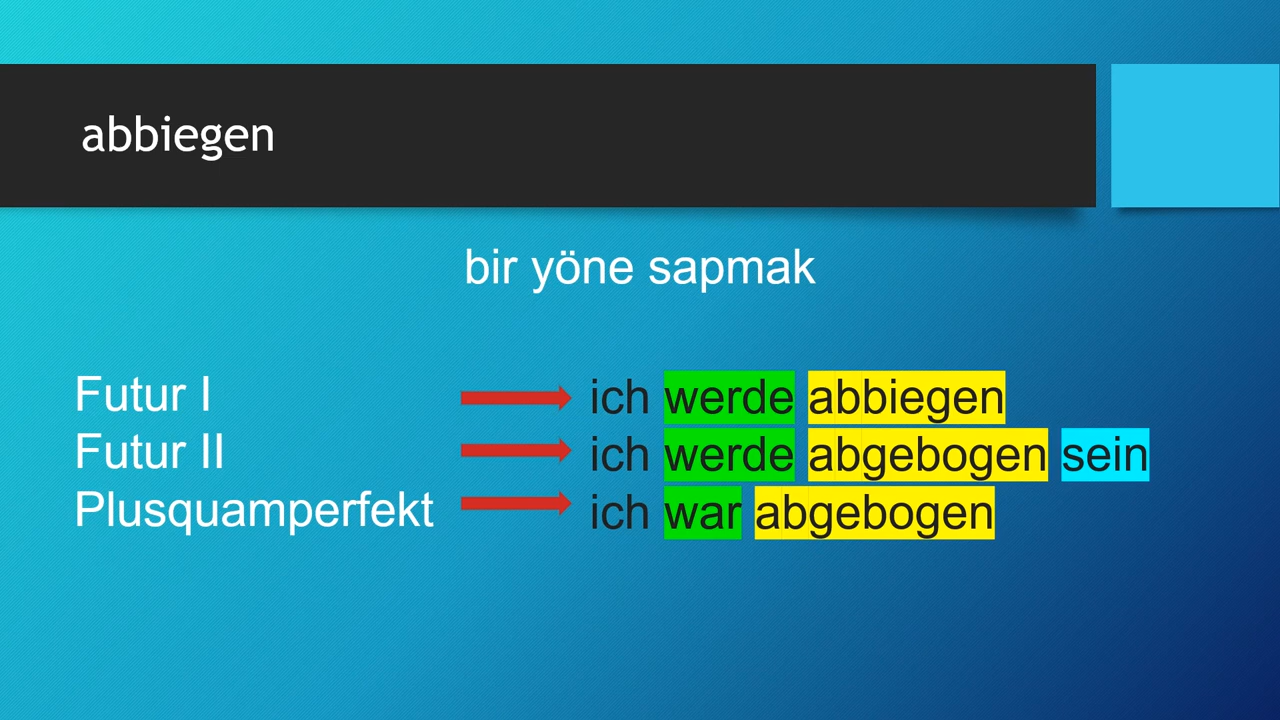 abbiegen
bir yöne sapmak
Futur I ich werde abbiegen
Futur II ich werde abgebogen sein
Plusquamperfekt ich war abgebogen